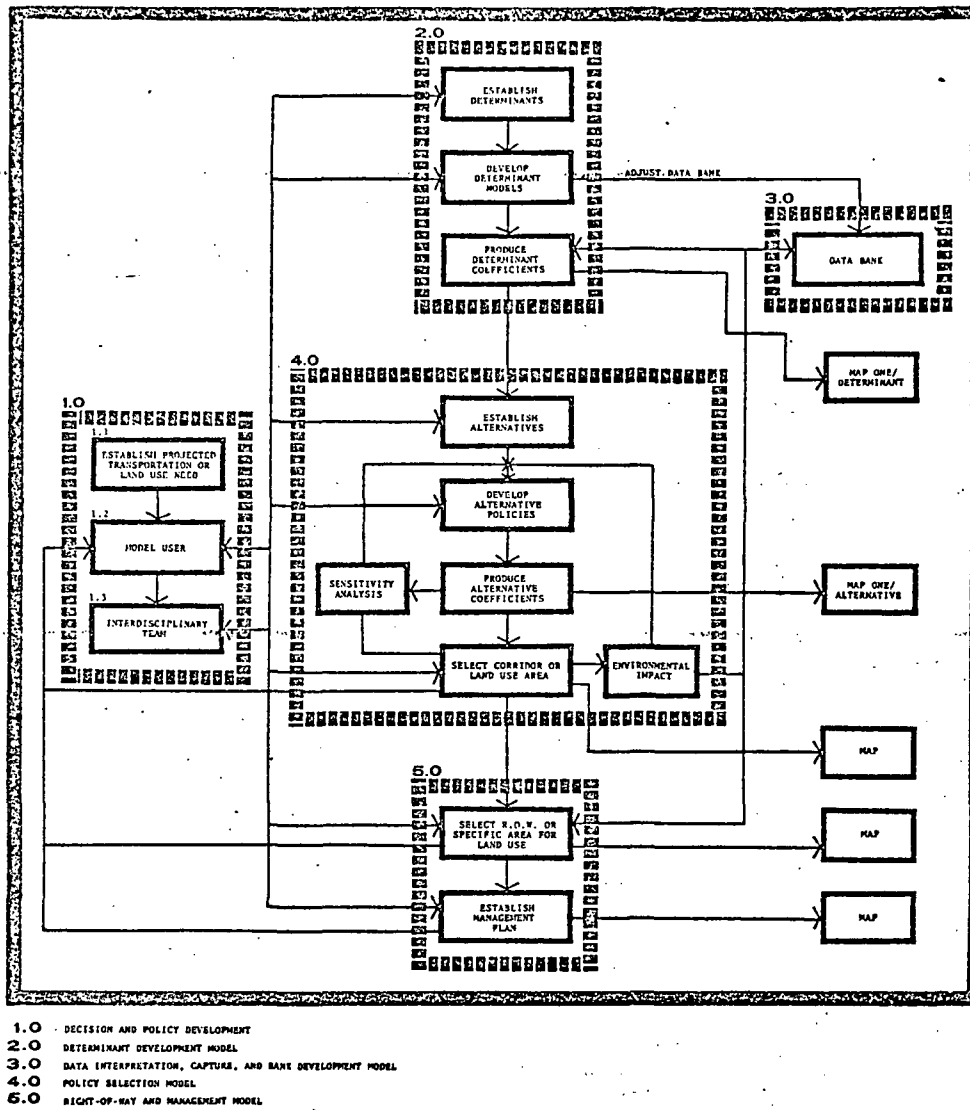 2.0
ESTABLISH
DETERMINANTS
DEVELOP
DETERMINANT
MODELS
ADJUST DATA BANK
3.0
PRODUCE
DETERMINANT
COEFFICIENTS
DATA BANK
4.0
MAP ONE/
DETERMINANT
1.0
ESTABLISH
ALTERNATIVES
1.1
ESTABLISH PROJECTED
TRANSPORTATION OR
LAND USE NEED
DEVELOP
ALTERNATIVE
POLICIES
1.2
MODEL USER
SENSITIVITY
ANALYSIS
PRODUCE
ALTERNATIVE
COEFFICIENTS
MAP ONE/
ALTERNATIVE
1.3
INTERDISCIPLINARY
TEAM
SELECT CORRIDOR OR
LAND USE AREA
ENVIRONMENTAL
IMPACT
MAP
5.0
SELECT R.O.W. OR
SPECIFIC AREA FOR
LAND USE
MAP
ESTABLISH
MANAGEMENT
PLAN
MAP
1.0 DECISION AND POLICY DEVELOPMENT
2.0 DETERMINANT DEVELOPMENT MODEL
3.0 DATA INTERPRETATION, CAPTURE, AND BANK DEVELOPMENT MODEL
4.0 POLICY SELECTION MODEL
5.0 RIGHT-OF-WAY AND MANAGEMENT MODEL